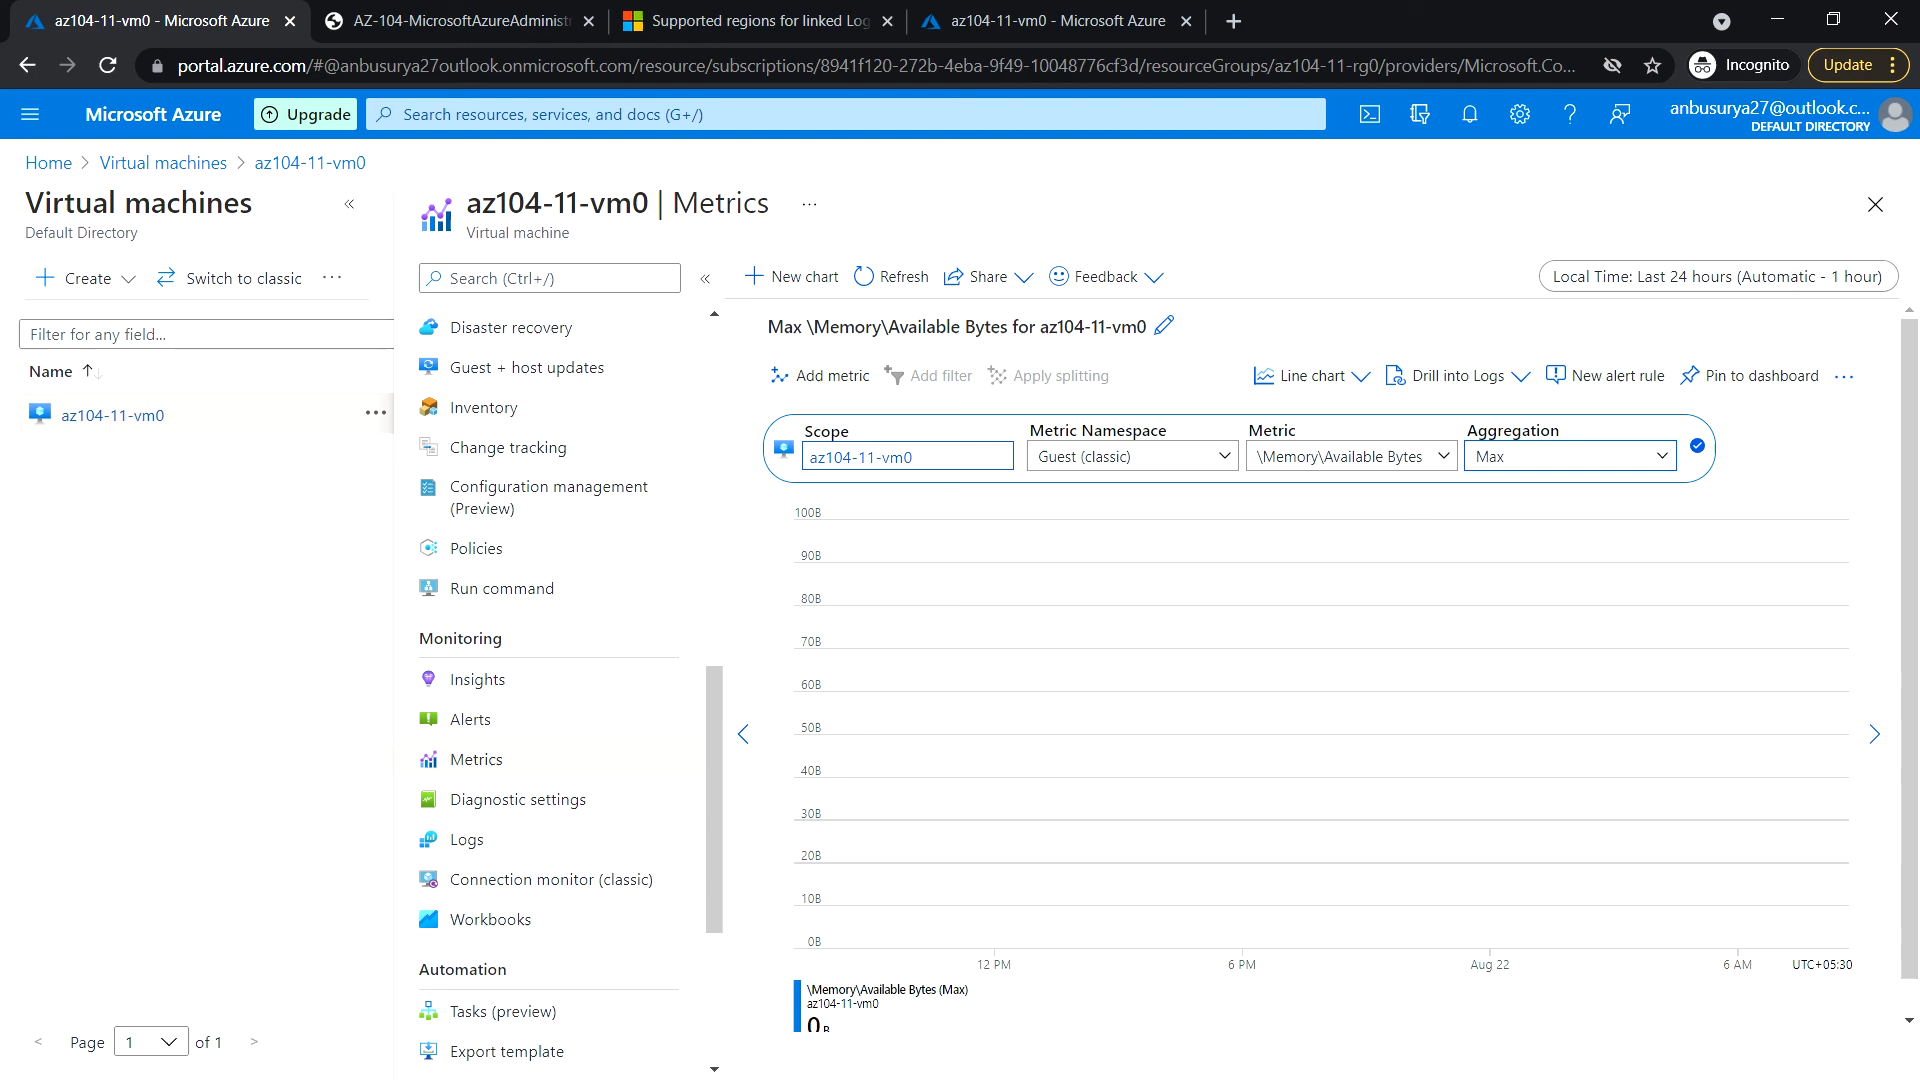 az104-11-vm0 - Microsoft Azure
AZ-104-MicrosoftAzureAdminist
Supported regions for linked Log
az104-11-vm0 - Microsoft Azure
portal.azure.com/#@anbusurya27outlook.onmicrosoft.com/resource/subscriptions/8941f120-272b-4eba-9f49-10048776cf3d/resourceGroups/az104-11-rg0/providers/Microsoft.Co...
Incognito
Update
Microsoft Azure
Upgrade
Search resources, services, and docs (G+/)
anbusurya27@outlook.c...
DEFAULT DIRECTORY
Home > Virtual machines > az104-11-vm0
Virtual machines
Default Directory
Create
Switch to classic
Filter for any field...
Name
az104-11-vm0
Page 1 of 1
az104-11-vm0 | Metrics
Virtual machine
Search (Ctrl+/)
Disaster recovery
Guest + host updates
Inventory
Change tracking
Configuration management
(Preview)
Policies
Run command
Monitoring
Insights
Alerts
Metrics
Diagnostic settings
Logs
Connection monitor (classic)
Workbooks
Automation
Tasks (preview)
Export template
New chart
Refresh
Share
Feedback
Local Time: Last 24 hours (Automatic - 1 hour)
Max \Memory\Available Bytes for az104-11-vm0
Add metric
Add filter
Apply splitting
Line chart
Drill into Logs
New alert rule
Pin to dashboard
Scope
az104-11-vm0
Metric Namespace
Guest (classic)
Metric
\Memory\Available Bytes
Aggregation
Max
100B
90B
80B
70B
60B
50B
40B
30B
20B
10B
0B
12 PM
6 PM
Aug 22
6 AM
UTC+05:30
\Memory\Available Bytes (Max)
az104-11-vm0
0 B